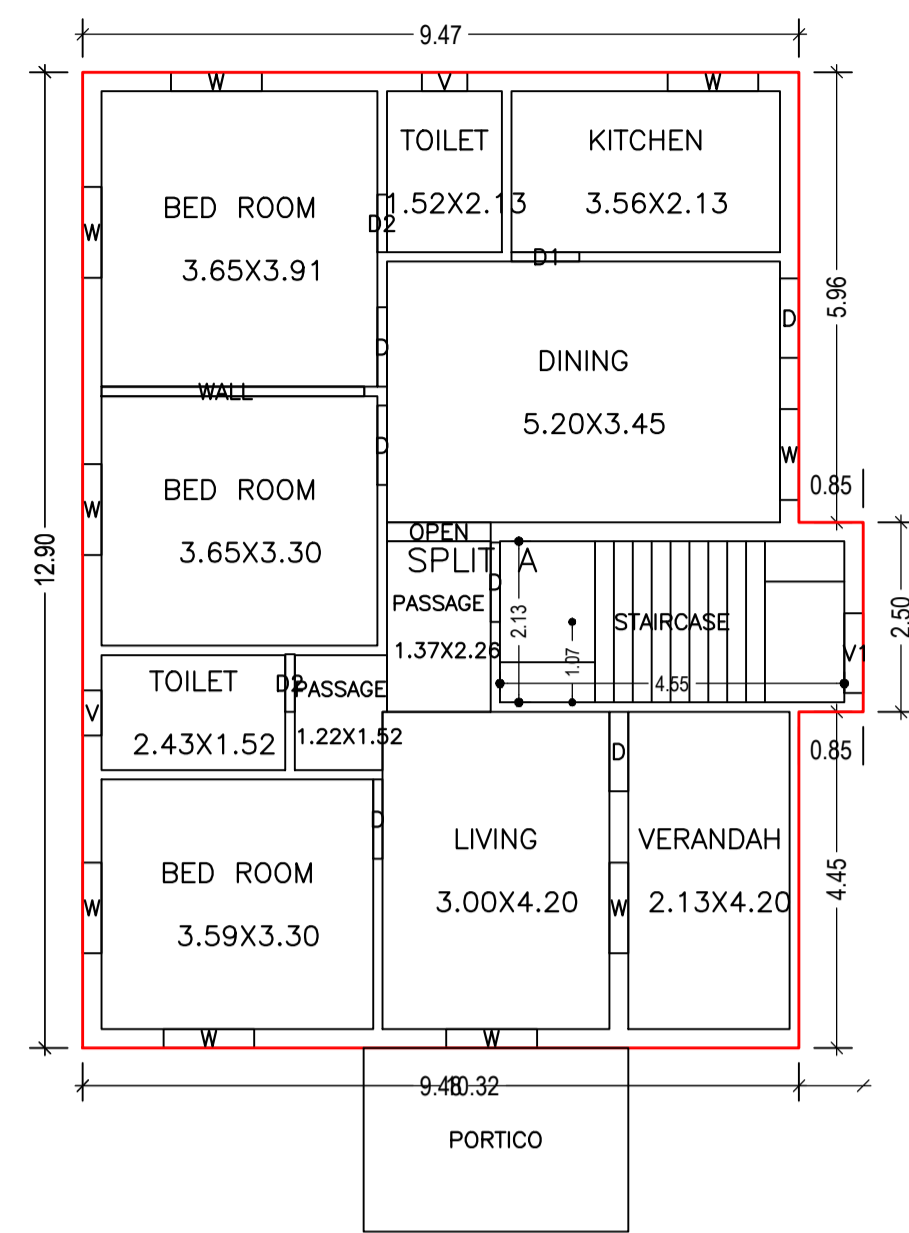 9.47
W
V
W
TOILET
KITCHEN
1.52X2.13
3.56X2.13
BED ROOM
W
D2
3.65X3.91
D1
5.96
D
D
DINING
WALL
5.20X3.45
D
W
BED ROOM
0.85
W
3.65X3.30
12.90
OPEN
SPLIT A
D
PASSAGE
2.13
STAIRCASE
2.50
1.37X2.26
1.07
V1
TOILET
D2
PASSAGE
4.55
V
2.43X1.52
1.22X1.52
D
0.85
D
LIVING
VERANDAH
BED ROOM
4.45
W
3.00X4.20
W
2.13X4.20
3.59X3.30
W
W
9.48
10.32
PORTICO